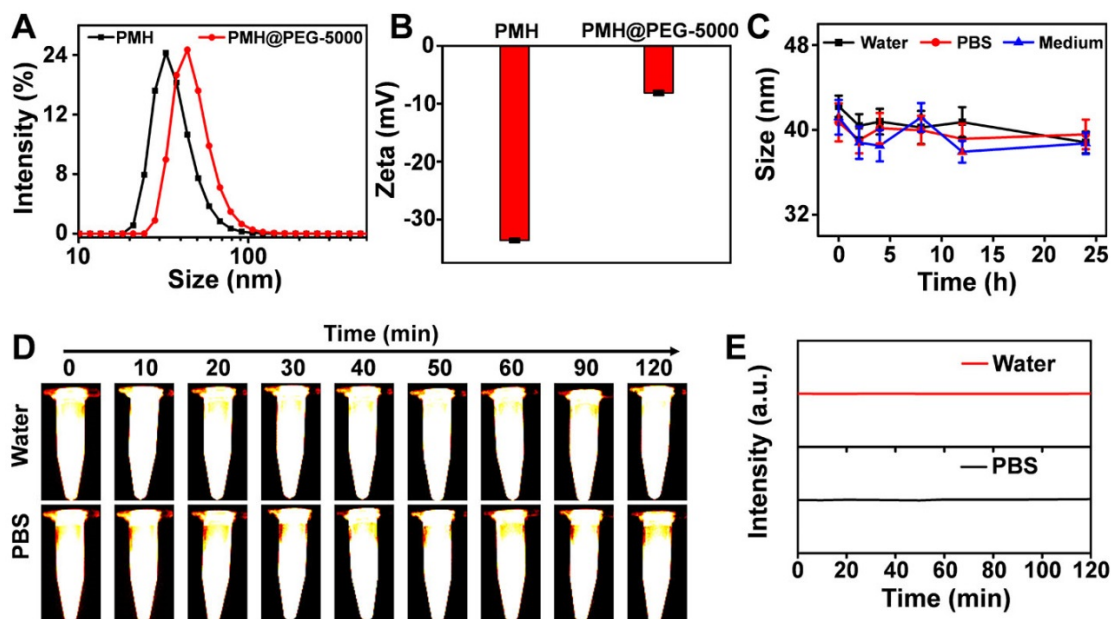 A
PMH
PMH@PEG-5000
Intensity (%)
24
12
8
0
10
100
Size (nm)
B
PMH
PMH@PEG-5000
Zeta (mV)
0
-10
-20
-30
C
Water
PBS
Medium
Size (nm)
48
40
32
0
5
10
15
20
25
Time (h)
D
Time (min)
0 10 20 30 40 50 60 90 120
Water
PBS
E
Intensity (a.u.)
Water
PBS
0 20 40 60 80 100 120
Time (min)